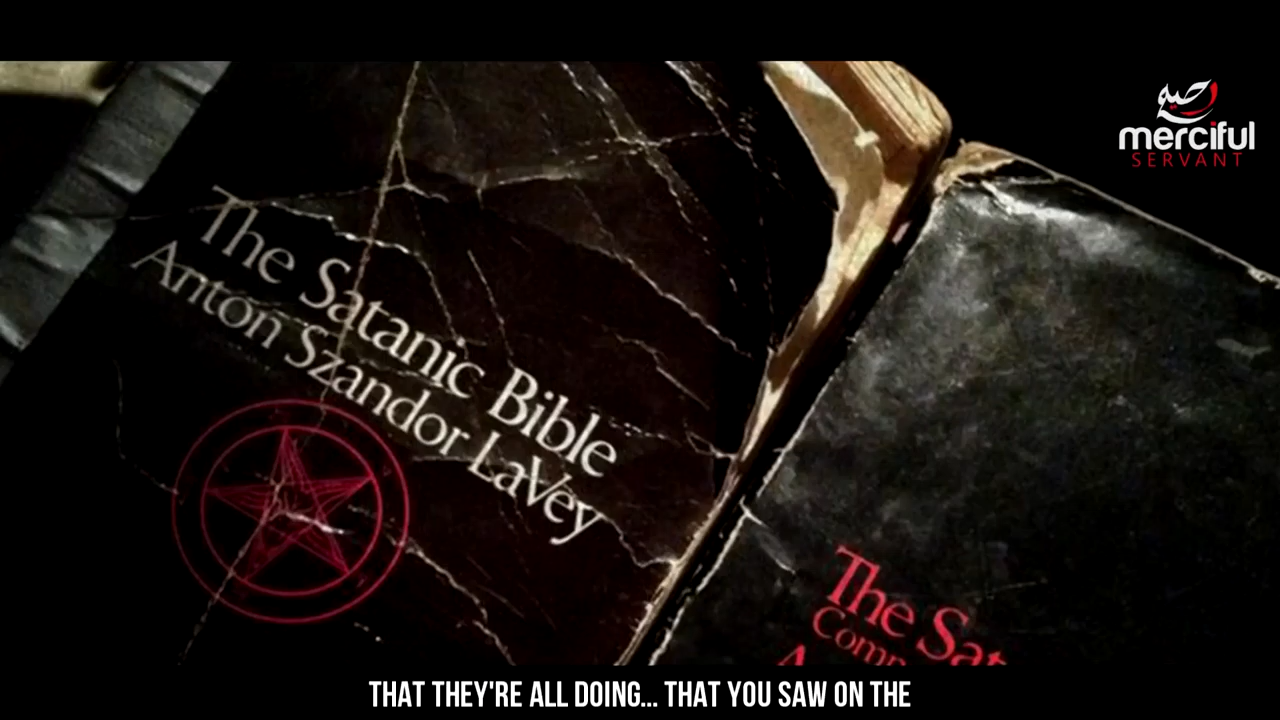 The Satanic Bible
Anton Szandor LaVey
merciful
SERVANT
The Sat
Comp
THAT THEY'RE ALL DOING... THAT YOU SAW ON THE